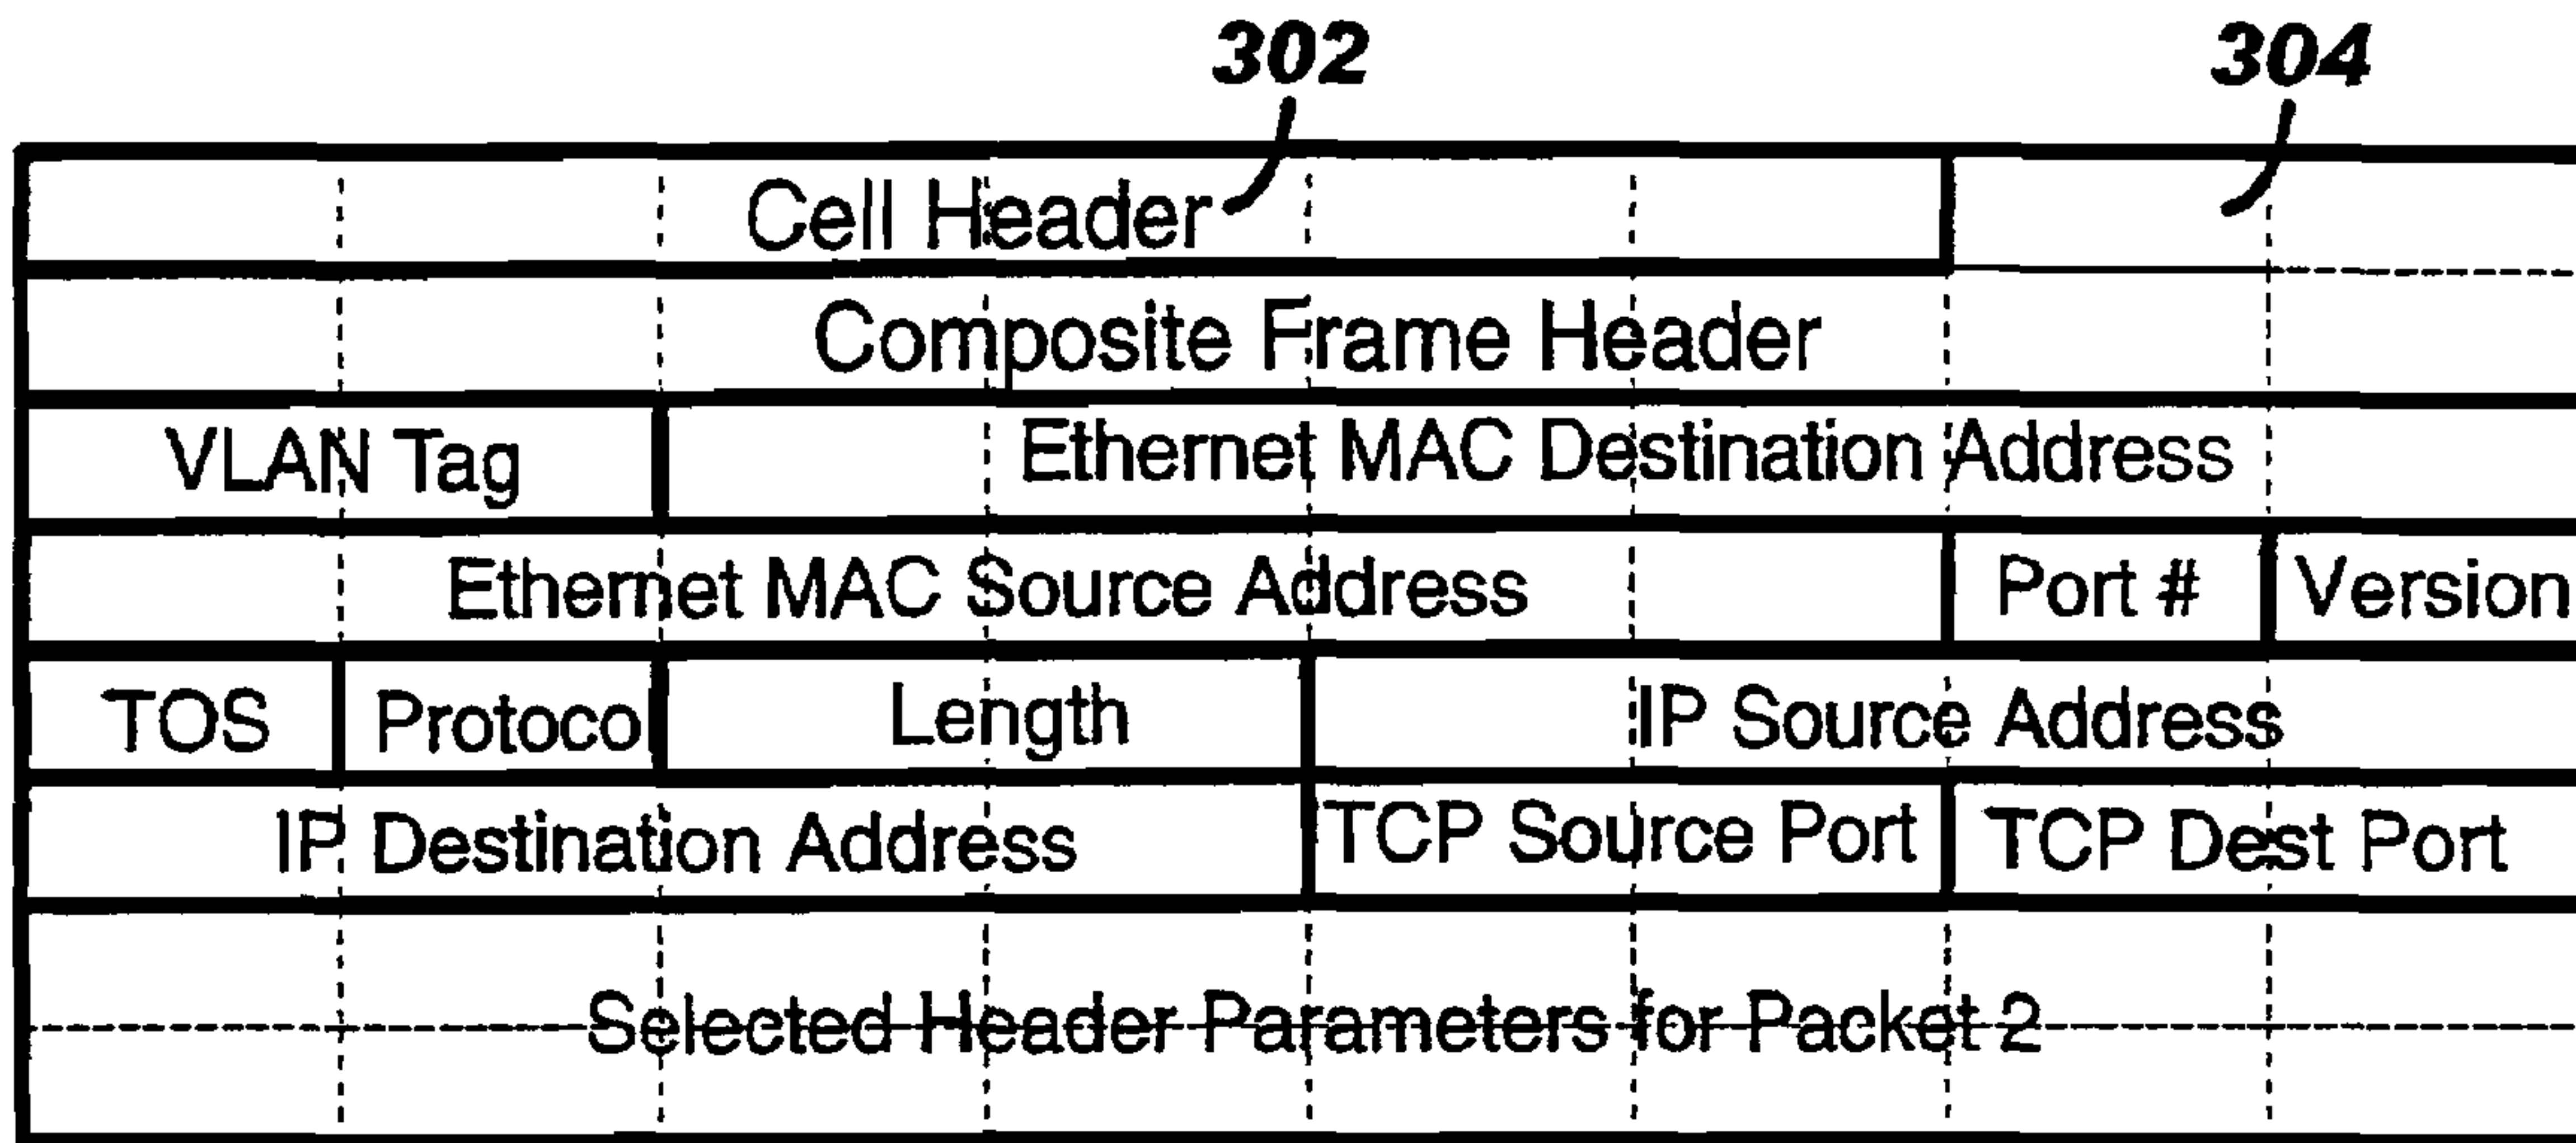 302 304
Cell Header
Composite Frame Header
VLAN Tag Ethernet MAC Destination Address
Ethernet MAC Source Address Port # Version
TOS Protocol Length IP Source Address
IP Destination Address TCP Source Port TCP Dest Port
Selected Header Parameters for Packet 2